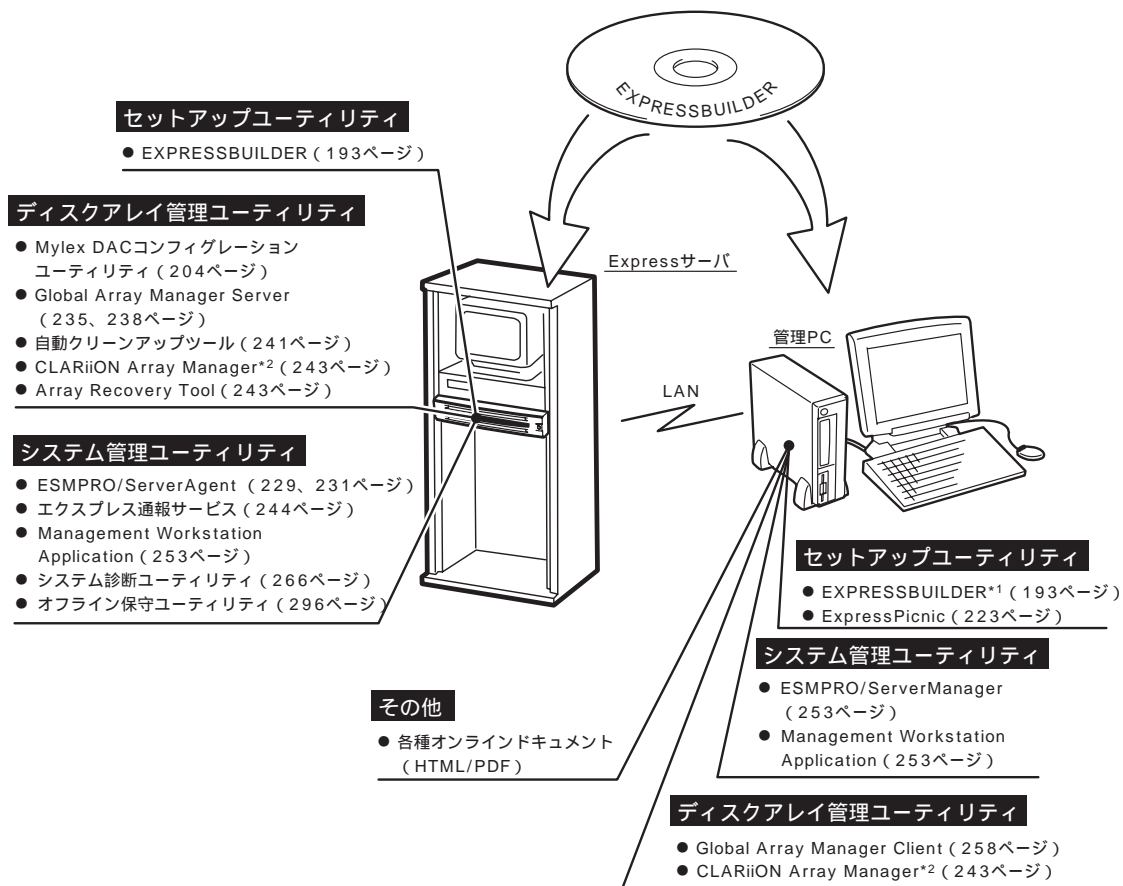 EXPRESSBUILDER
セットアップユーティリティ
● EXPRESSBUILDER（193ページ）
ディスクアレイ管理ユーティリティ
● Mylex DACコンフィグレーション
ユーティリティ（204ページ）
● Global Array Manager Server
（235、238ページ）
● 自動クリーンアップツール（241ページ）
● CLARiiON Array Manager*2（243ページ）
● Array Recovery Tool（243ページ）
システム管理ユーティリティ
● ESMPRO/ServerAgent （229、231ページ）
● エクスプレス通報サービス（244ページ）
● Management Workstation
Application（253ページ）
● システム診断ユーティリティ（266ページ）
● オフライン保守ユーティリティ（296ページ）
Expressサーバ
LAN
管理PC
セットアップユーティリティ
● EXPRESSBUILDER*1（193ページ）
● ExpressPicnic（223ページ）
システム管理ユーティリティ
● ESMPRO/ServerManager
（253ページ）
● Management Workstation
Application（253ページ）
その他
● 各種オンラインドキュメント
（HTML/PDF）
ディスクアレイ管理ユーティリティ
● Global Array Manager Client（258ページ）
● CLARiiON Array Manager*2（243ページ）